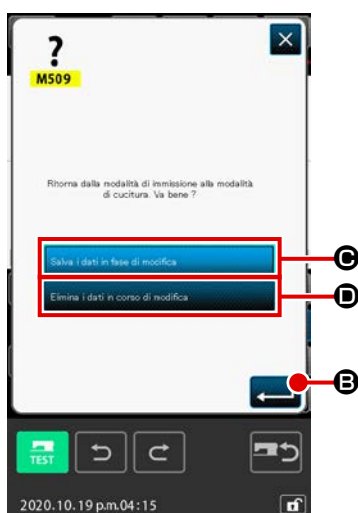 ?
M509
Ritorna dalla modalità di immissione alla modalità
di cucitura. Va bene ?
Salva i dati in fase di modifica
C
Elimina i dati in corso di modifica
D
B
TEST
2020.10.19 p.m.04:15